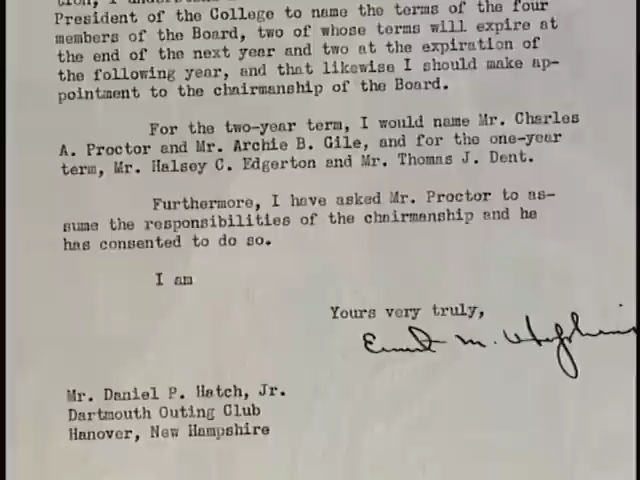 President of the College to name the terms of the four
members of the Board, two of whose terms will expire at
the end of the next year and two at the expiration of
the following year, and that likewise I should make ap-
pointment to the chairmanship of the Board.
For the two-year term, I would name Mr. Charles
A. Proctor and Mr. Archie B. Gile, and for the one-year
term, Mr. Halsey C. Edgerton and Mr. Thomas J. Dent.
Furthermore, I have asked Mr. Proctor to as-
sume the responsibilities of the chairmanship and he
has consented to do so.
I am
Yours very truly,
Ernest M. Hopkins
Mr. Daniel P. Hatch, Jr.
Dartmouth Outing Club
Hanover, New Hampshire